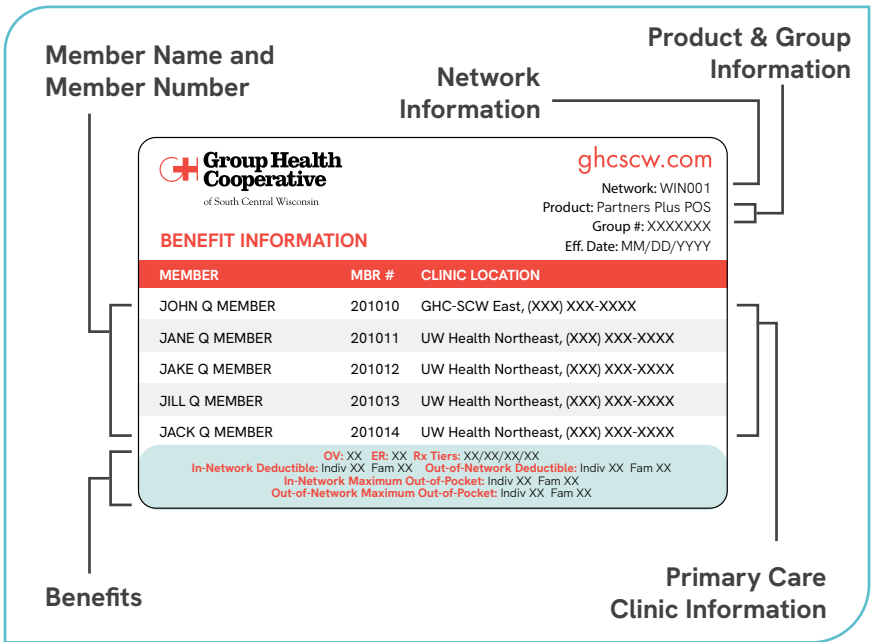 Member Name and
Member Number
Network
Information
Product & Group
Information
Group Health
Cooperative
of South Central Wisconsin
ghcscw.com
Network: WIN001
Product: Partners Plus POS
Group #: XXXXXXX
Eff. Date: MM/DD/YYYY
BENEFIT INFORMATION
MEMBER MBR # CLINIC LOCATION
JOHN Q MEMBER 201010 GHC-SCW East, (XXX) XXX-XXXX
JANE Q MEMBER 201011 UW Health Northeast, (XXX) XXX-XXXX
JAKE Q MEMBER 201012 UW Health Northeast, (XXX) XXX-XXXX
JILL Q MEMBER 201013 UW Health Northeast, (XXX) XXX-XXXX
JACK Q MEMBER 201014 UW Health Northeast, (XXX) XXX-XXXX
OV: XX ER: XX Rx Tiers: XX/XX/XX/XX
In-Network Deductible: Indiv XX Fam XX Out-of-Network Deductible: Indiv XX Fam XX
In-Network Maximum Out-of-Pocket: Indiv XX Fam XX
Out-of-Network Maximum Out-of-Pocket: Indiv XX Fam XX
Benefits
Primary Care
Clinic Information